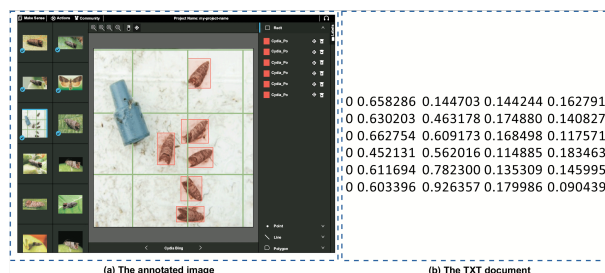 Make Sense Actions Community Project Name: my-project-name
Rect
Cydia_Po
Cydia_Po
Cydia_Po
Cydia_Po
Cydia_Po
Cydia_Po
Point
Line
Polygon
0 0.658286 0.144703 0.144244 0.162791
0 0.630203 0.463178 0.174880 0.140827
0 0.662754 0.609173 0.168498 0.117571
0 0.452131 0.562016 0.114885 0.183463
0 0.611694 0.782300 0.135309 0.145995
0 0.603396 0.926357 0.179986 0.090439
(a) The annotated image
(b) The TXT document